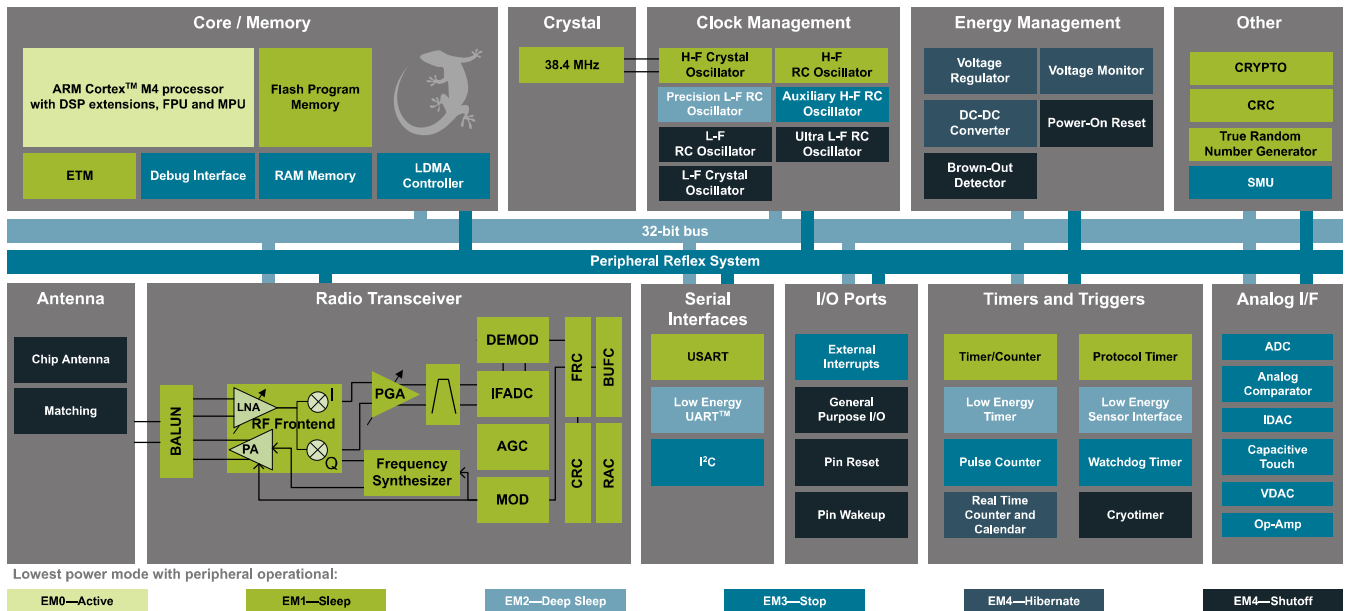 Core / Memory
ARM Cortex™ M4 processor
with DSP extensions, FPU and MPU
Flash Program
Memory
ETM
Debug Interface
RAM Memory
LDMA
Controller
Crystal
38.4 MHz
Clock Management
H-F Crystal
Oscillator
H-F
RC Oscillator
Precision L-F RC
Oscillator
Auxiliary H-F RC
Oscillator
L-F
RC Oscillator
Ultra L-F RC
Oscillator
L-F Crystal
Oscillator
Energy Management
Voltage
Regulator
Voltage Monitor
DC-DC
Converter
Power-On Reset
Brown-Out
Detector
Other
CRYPTO
CRC
True Random
Number Generator
SMU
32-bit bus
Peripheral Reflex System
Antenna
Chip Antenna
Matching
Radio Transceiver
BALUN
LNA
RF Frontend
PA
I
Q
PGA
Frequency
Synthesizer
DEMOD
IFADC
AGC
MOD
FRC
BUFC
CRC
RAC
Serial
Interfaces
USART
Low Energy
UART™
I²C
I/O Ports
External
Interrupts
General
Purpose I/O
Pin Reset
Pin Wakeup
Timers and Triggers
Timer/Counter
Protocol Timer
Low Energy
Timer
Low Energy
Sensor Interface
Pulse Counter
Watchdog Timer
Real Time
Counter and
Calendar
Cryotimer
Analog I/F
ADC
Analog
Comparator
IDAC
Capacitive
Touch
VDAC
Op-Amp
Lowest power mode with peripheral operational:
EM0—Active
EM1—Sleep
EM2—Deep Sleep
EM3—Stop
EM4—Hibernate
EM4—Shutoff